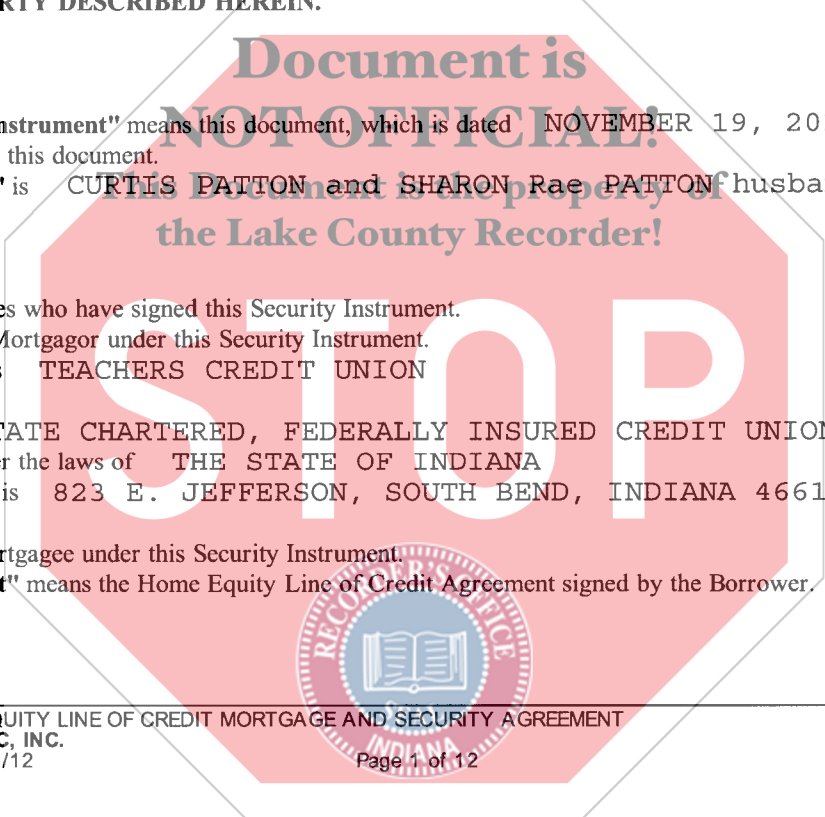 RTY DESCRIBED HEREIN.
Document is
NOT OFFICIAL!
nstrument" means this document, which is dated NOVEMBER 19, 20
this document.
" is CURTIS PATTON and SHARON Rae PATTON husba
This Document is the property of
the Lake County Recorder!
es who have signed this Security Instrument.
Mortgagor under this Security Instrument.
s TEACHERS CREDIT UNION
STOP
TATE CHARTERED, FEDERALLY INSURED CREDIT UNION
r the laws of THE STATE OF INDIANA
is 823 E. JEFFERSON, SOUTH BEND, INDIANA 4661
rtgagee under this Security Instrument.
t" means the Home Equity Line of Credit Agreement signed by the Borrower.
RECORDER'S OFFICE
INDIANA
QUITY LINE OF CREDIT MORTGAGE AND SECURITY AGREEMENT
C, INC.
/12
Page 1 of 12